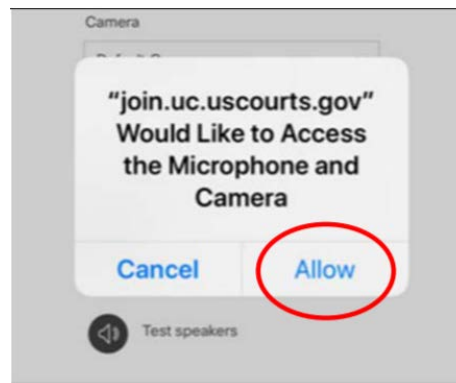 Camera
“join.uc.uscourts.gov”
Would Like to Access
the Microphone and
Camera
Cancel Allow
Test speakers